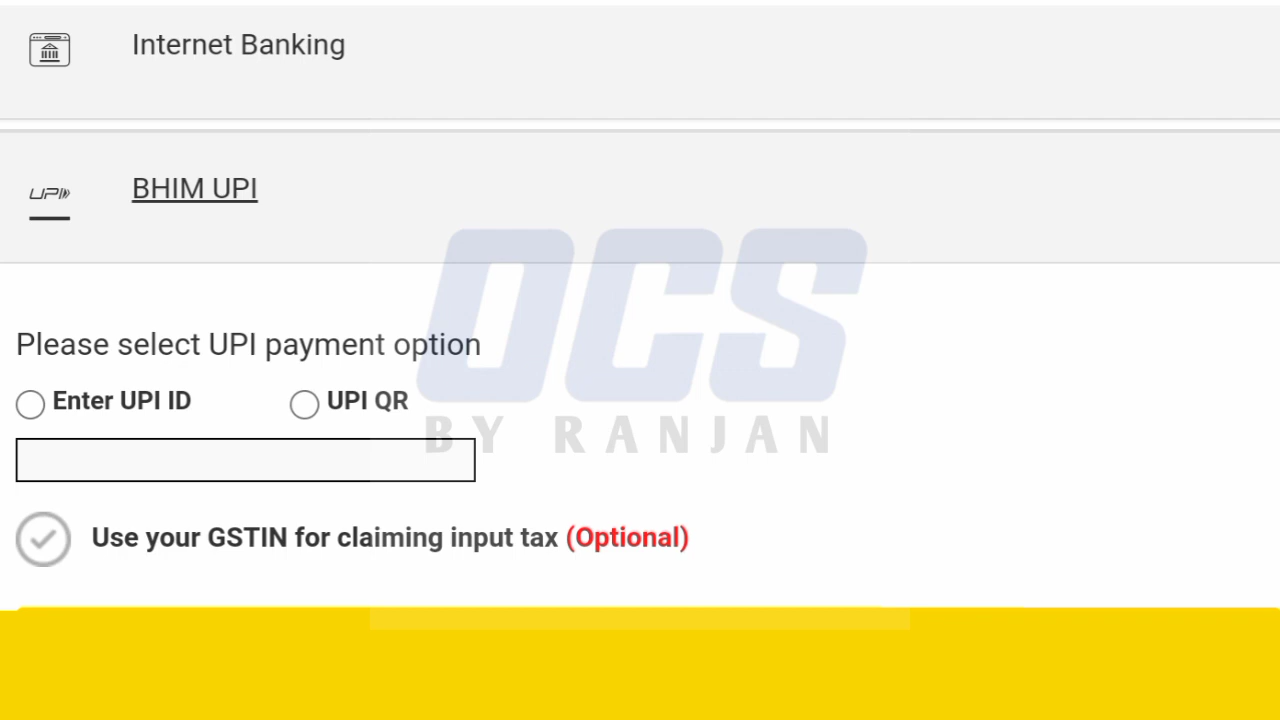 Internet Banking
UPI
BHIM UPI
OCS
BY RANJAN
Please select UPI payment option
Enter UPI ID
UPI QR
Use your GSTIN for claiming input tax (Optional)